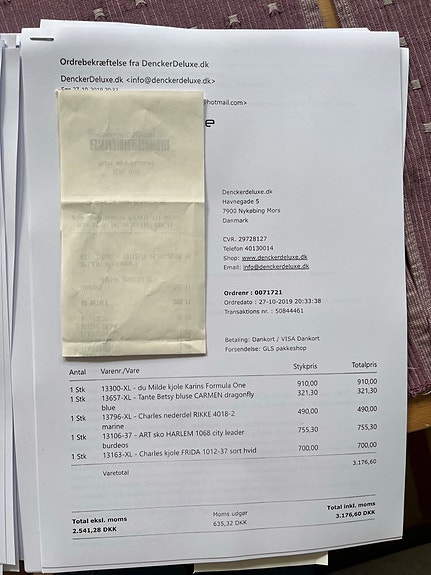 Ordrebekræftelse fra DenckerDeluxe.dk
DenckerDeluxe.dk <info@denckerdeluxe.dk>
Søn 27-10-2019 20:33
@hotmail.com>
e
Denckerdeluxe.dk
Havnegade 5
7900 Nykøbing Mors
Danmark
CVR. 29728127
Telefon 40130014
Shop: www.denckerdeluxe.dk
Email: info@denckerdeluxe.dk
Ordrenr : 0071721
Ordredato : 27-10-2019 20:33:38
Transaktions nr. : 50844461
Betaling: Dankort / VISA Dankort
Forsendelse: GLS pakkeshop
Antal Varenr./Vare Stykpris Totalpris
1 Stk 13300-XL - du Milde kjole Karins Formula One 910,00 910,00
1 Stk 13657-XL - Tante Betsy bluse CARMEN dragonfly 321,30 321,30
blue
1 Stk 13796-XL - Charles nederdel RIKKE 4018-2 490,00 490,00
marine
1 Stk 13106-37 - ART sko HARLEM 1068 city leader 755,30 755,30
burdeos
1 Stk 13163-XL - Charles kjole FRIDA 1012-37 sort hvid 700,00 700,00
Varetotal 3.176,60
Total eksl. moms Moms udgør Total inkl. moms
2.541,28 DKK 635,32 DKK 3.176,60 DKK